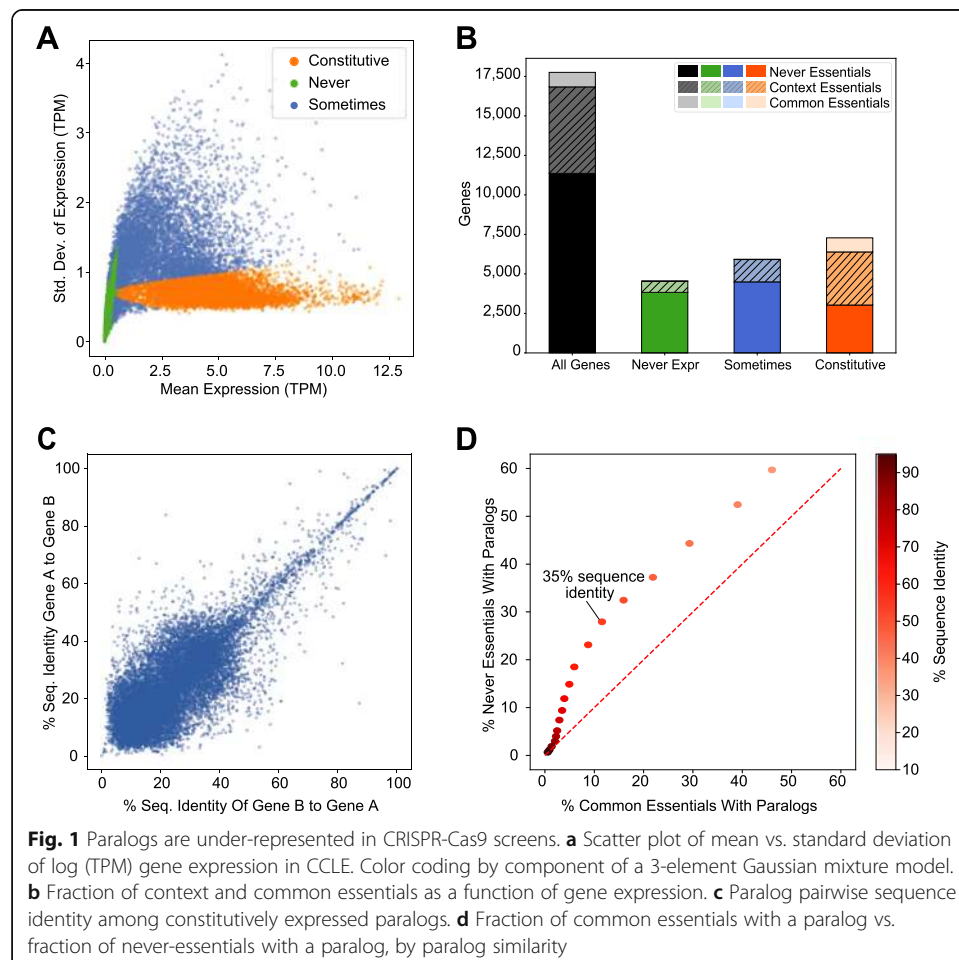 A
Constitutive
Never
Sometimes
4
3
2
1
0
Std. Dev. of Expression (TPM)
0.0 2.5 5.0 7.5 10.0 12.5
Mean Expression (TPM)
B
Never Essentials
Context Essentials
Common Essentials
17,500
15,000
12,500
10,000
7,500
5,000
2,500
0
Genes
All Genes Never Expr Sometimes Constitutive
C
100
80
60
40
20
0
% Seq. Identity Gene A to Gene B
0 20 40 60 80 100
% Seq. Identity Of Gene B to Gene A
D
60
50
40
30
20
10
0
% Never Essentials With Paralogs
35% sequence
identity
0 10 20 30 40 50 60
% Common Essentials With Paralogs
90
80
70
60
50
40
30
20
10
% Sequence Identity
Fig. 1 Paralogs are under-represented in CRISPR-Cas9 screens. a Scatter plot of mean vs. standard deviation
of log (TPM) gene expression in CCLE. Color coding by component of a 3-element Gaussian mixture model.
b Fraction of context and common essentials as a function of gene expression. c Paralog pairwise sequence
identity among constitutively expressed paralogs. d Fraction of common essentials with a paralog vs.
fraction of never-essentials with a paralog, by paralog similarity